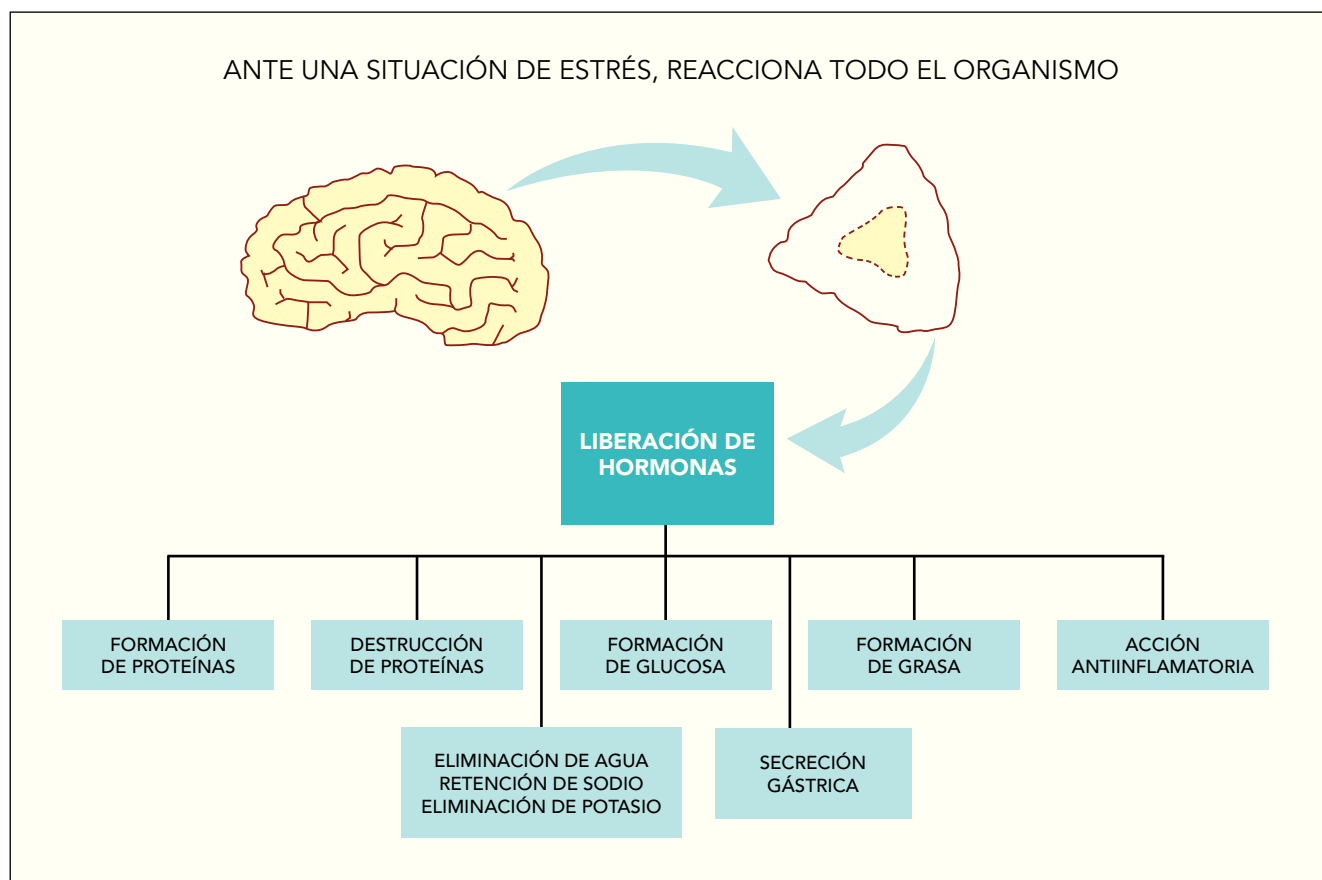 ANTE UNA SITUACIÓN DE ESTRÉS, REACCIONA TODO EL ORGANISMO
LIBERACIÓN DE
HORMONAS
FORMACIÓN
DE PROTEÍNAS
DESTRUCCIÓN
DE PROTEÍNAS
FORMACIÓN
DE GLUCOSA
FORMACIÓN
DE GRASA
ACCIÓN
ANTIINFLAMATORIA
ELIMINACIÓN DE AGUA
RETENCIÓN DE SODIO
ELIMINACIÓN DE POTASIO
SECRECIÓN
GÁSTRICA